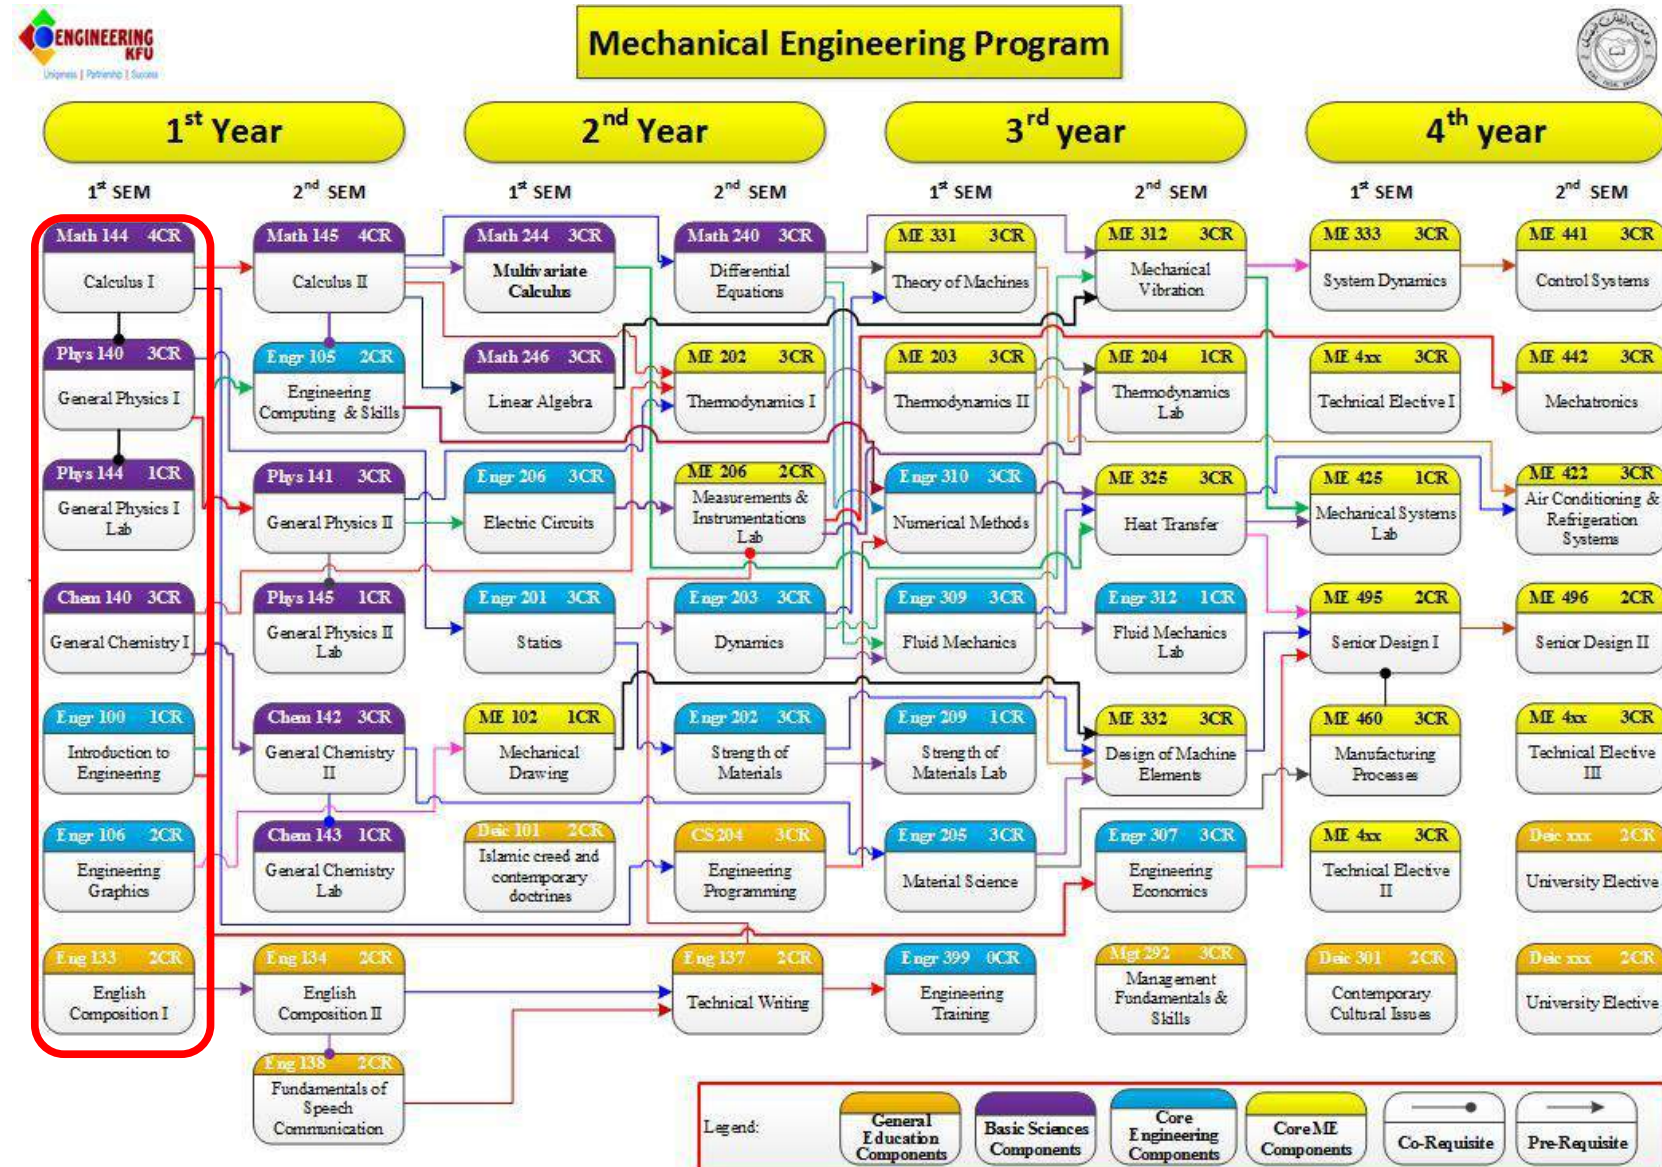 ENGINEERING
KFU
Uniqueness | Partnership | Success
Mechanical Engineering Program
1st Year
2nd Year
3rd year
4th year
1st SEM
2nd SEM
1st SEM
2nd SEM
1st SEM
2nd SEM
1st SEM
2nd SEM
Math 144 4CR
Calculus I
Phys 140 3CR
General Physics I
Phys 144 1CR
General Physics I
Lab
Chem 140 3CR
General Chemistry I
Engr 100 1CR
Introduction to
Engineering
Engr 106 2CR
Engineering
Graphics
Eng 133 2CR
English
Composition I
Math 145 4CR
Calculus II
Engr 105 2CR
Engineering
Computing & Skills
Phys 141 3CR
General Physics II
Phys 145 1CR
General Physics II
Lab
Chem 142 3CR
General Chemistry
II
Chem 143 1CR
General Chemistry
Lab
Eng 134 2CR
English
Composition II
Eng 138 2CR
Fundamentals of
Speech
Communication
Math 244 3CR
Multivariate
Calculus
Math 246 3CR
Linear Algebra
Engr 206 3CR
Electric Circuits
Engr 201 3CR
Statics
ME 102 1CR
Mechanical
Drawing
Deic 101 2CR
Islamic creed and
contemporary
doctrines
Math 240 3CR
Differential
Equations
ME 202 3CR
Thermodynamics I
ME 206 2CR
Measurements &
Instrumentations
Lab
Engr 203 3CR
Dynamics
Engr 202 3CR
Strength of
Materials
CS 204 3CR
Engineering
Programming
Eng 137 2CR
Technical Writing
ME 331 3CR
Theory of Machines
ME 203 3CR
Thermodynamics II
Engr 310 3CR
Numerical Methods
Engr 309 3CR
Fluid Mechanics
Engr 209 1CR
Strength of
Materials Lab
Engr 205 3CR
Material Science
Engr 399 0CR
Engineering
Training
ME 312 3CR
Mechanical
Vibration
ME 204 1CR
Thermodynamics
Lab
ME 325 3CR
Heat Transfer
Engr 312 1CR
Fluid Mechanics
Lab
ME 332 3CR
Design of Machine
Elements
Engr 307 3CR
Engineering
Economics
Mgt 292 3CR
Management
Fundamentals &
Skills
ME 333 3CR
System Dynamics
ME 4xx 3CR
Technical Elective I
ME 425 1CR
Mechanical Systems
Lab
ME 495 2CR
Senior Design I
ME 460 3CR
Manufacturing
Processes
ME 4xx 3CR
Technical Elective
II
Deic 301 2CR
Contemporary
Cultural Issues
ME 441 3CR
Control Systems
ME 442 3CR
Mechatronics
ME 422 3CR
Air Conditioning &
Refrigeration
Systems
ME 496 2CR
Senior Design II
ME 4xx 3CR
Technical Elective
III
Deic xxx 2CR
University Elective
Deic xxx 2CR
University Elective
Legend:
General
Education
Components
Basic Sciences
Components
Core
Engineering
Components
Core ME
Components
Co-Requisite
Pre-Requisite